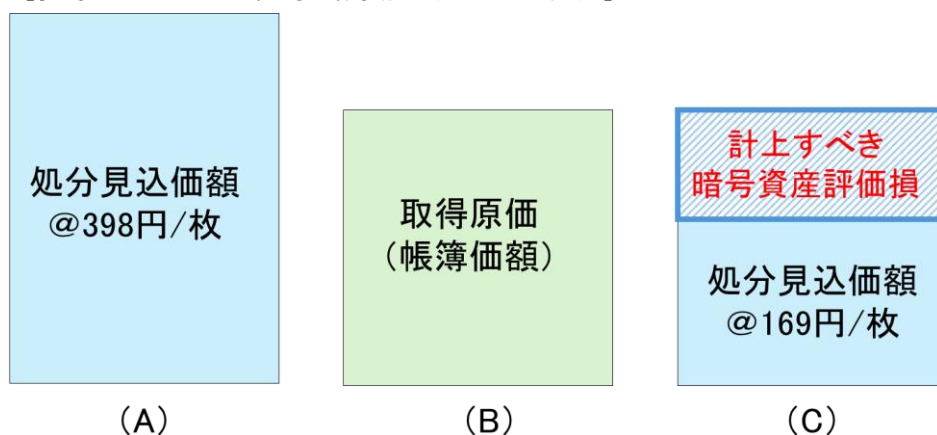 処分見込価額
@398円/枚
取得原価
(帳簿価額)
計上すべき
暗号資産評価損
処分見込価額
@169円/枚
(A)
(B)
(C)